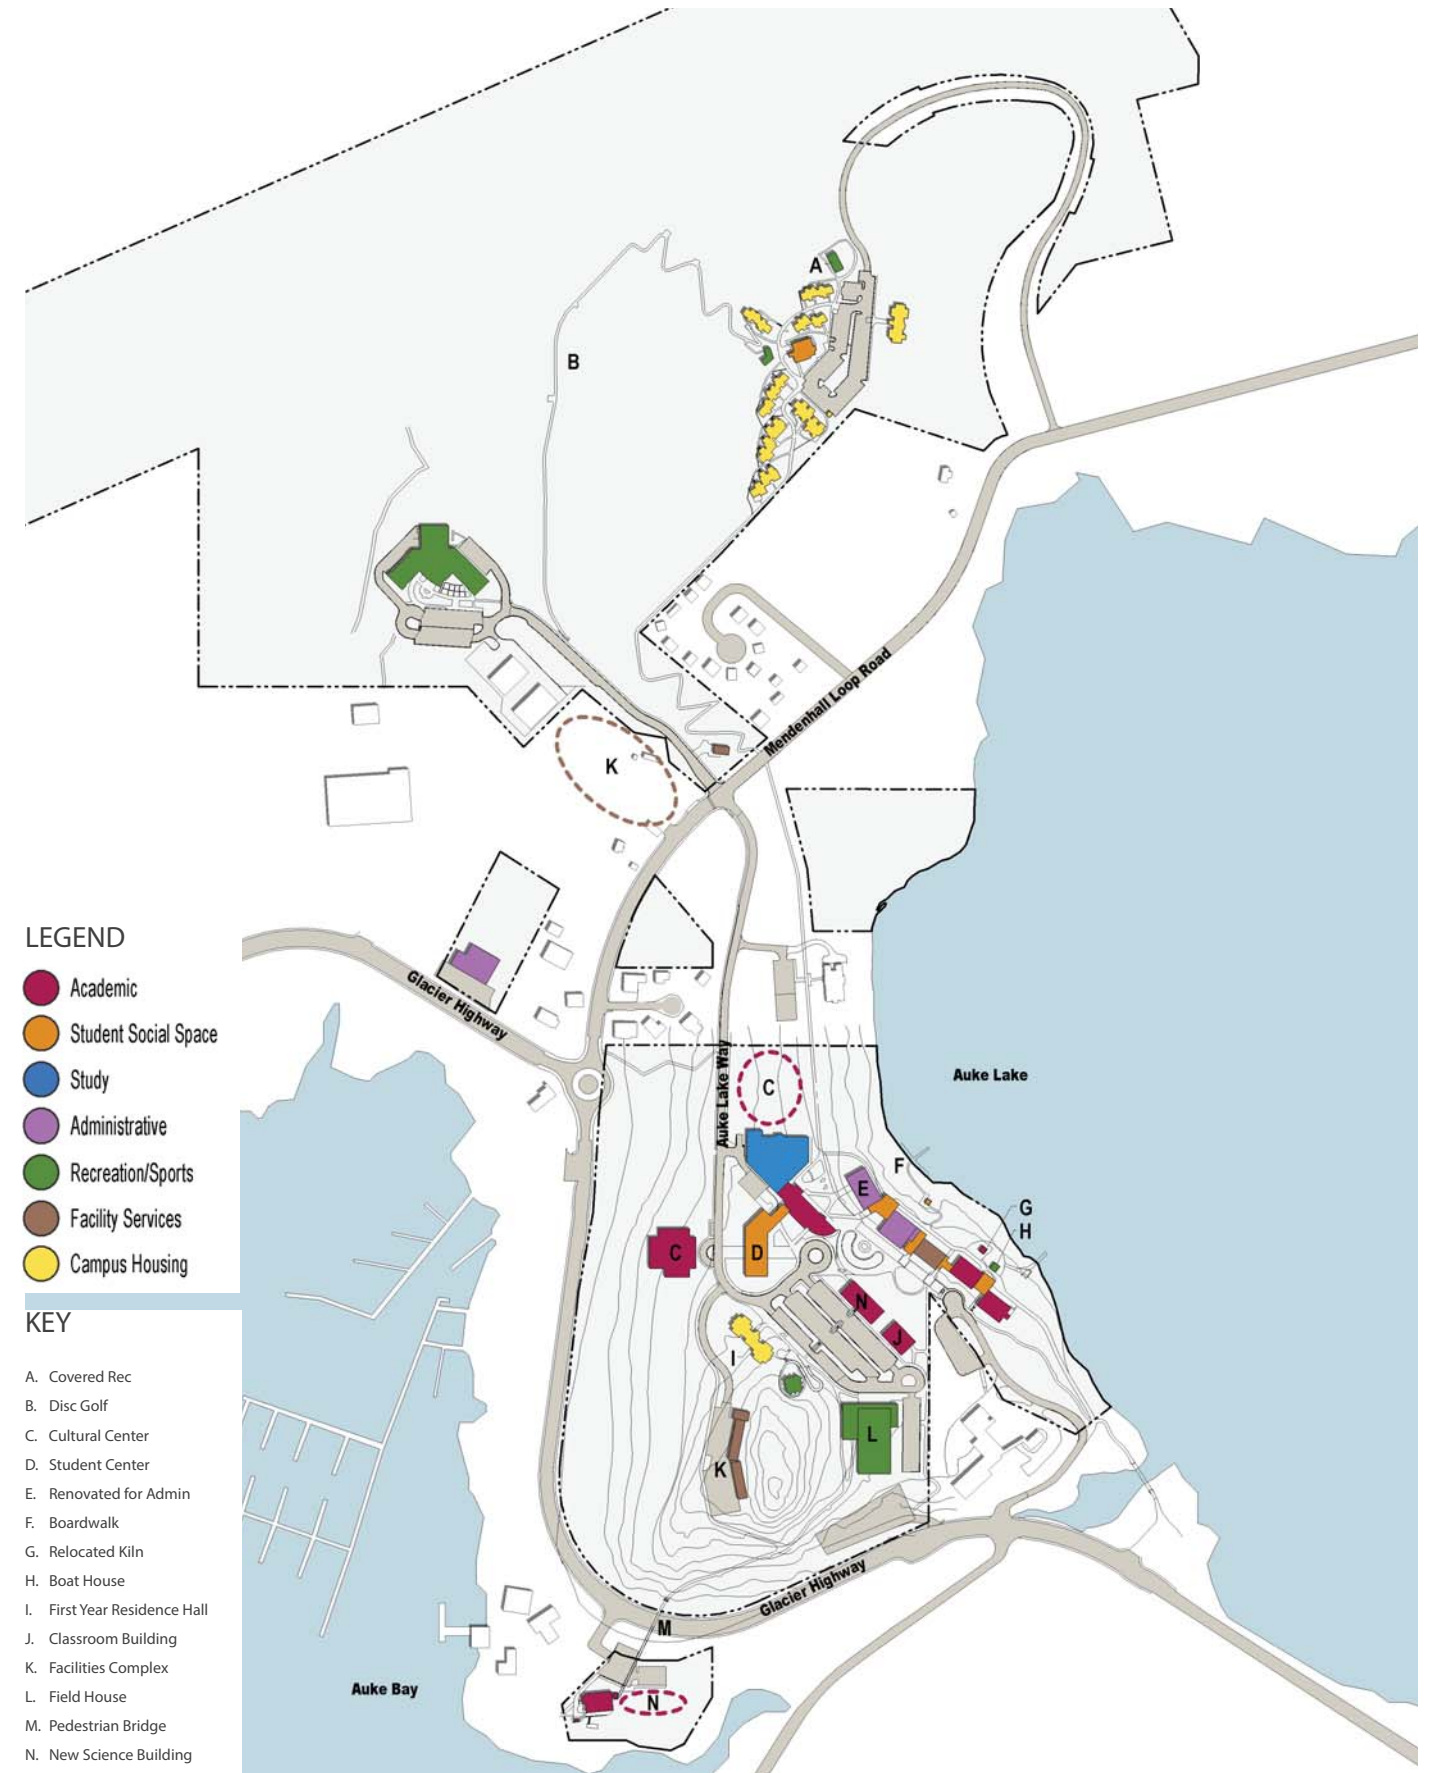 A
B
K
Mendenhall Loop Road
LEGEND
Academic
Student Social Space
Study
Administrative
Recreation/Sports
Facility Services
Campus Housing
Glacier Highway
Auke Lake Way
C
Auke Lake
F
E
G
H
C
D
N
J
I
L
K
Glacier Highway
M
N
Auke Bay
KEY
A. Covered Rec
B. Disc Golf
C. Cultural Center
D. Student Center
E. Renovated for Admin
F. Boardwalk
G. Relocated Kiln
H. Boat House
I. First Year Residence Hall
J. Classroom Building
K. Facilities Complex
L. Field House
M. Pedestrian Bridge
N. New Science Building